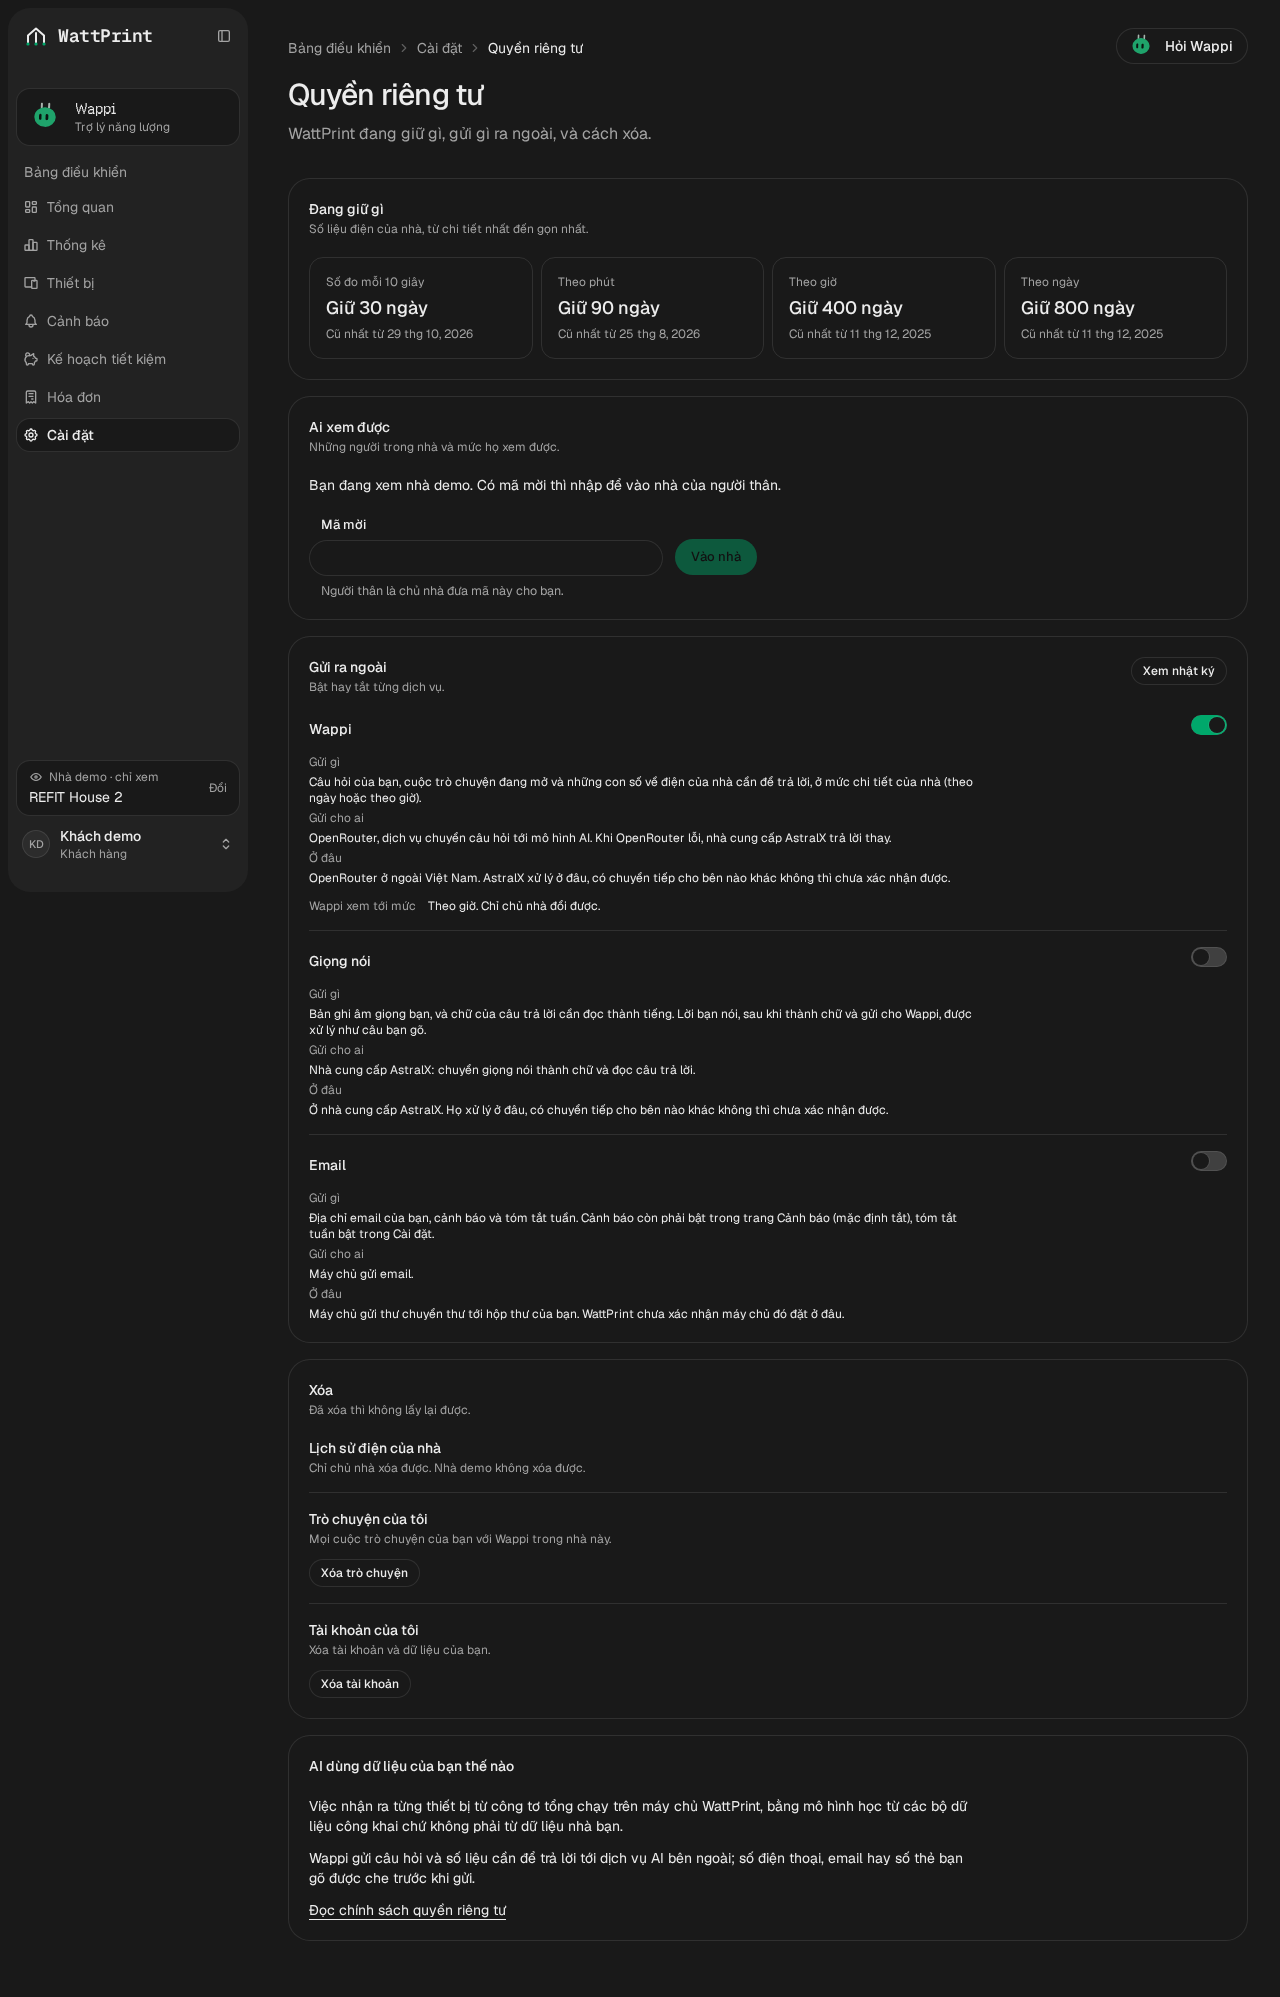 WattPrint
Wappi
Trợ lý năng lượng
Bảng điều khiển
Tổng quan
Thống kê
Thiết bị
Cảnh báo
Kế hoạch tiết kiệm
Hóa đơn
Cài đặt
Nhà demo · chỉ xem
REFIT House 2
Đổi
KD
Khách demo
Khách hàng
Bảng điều khiển
Cài đặt
Quyền riêng tư
Hỏi Wappi
Quyền riêng tư
WattPrint đang giữ gì, gửi gì ra ngoài, và cách xóa.
Đang giữ gì
Số liệu điện của nhà, từ chi tiết nhất đến gọn nhất.
Số đo mỗi 10 giây
Giữ 30 ngày
Cũ nhất từ 29 thg 10, 2026
Theo phút
Giữ 90 ngày
Cũ nhất từ 25 thg 8, 2026
Theo giờ
Giữ 400 ngày
Cũ nhất từ 11 thg 12, 2025
Theo ngày
Giữ 800 ngày
Cũ nhất từ 11 thg 12, 2025
Ai xem được
Những người trong nhà và mức họ xem được.
Bạn đang xem nhà demo. Có mã mời thì nhập để vào nhà của người thân.
Mã mời
Vào nhà
Người thân là chủ nhà đưa mã này cho bạn.
Gửi ra ngoài
Bật hay tắt từng dịch vụ.
Xem nhật ký
Wappi
Gửi gì
Câu hỏi của bạn, cuộc trò chuyện đang mở và những con số về điện của nhà cần để trả lời, ở mức chi tiết của nhà (theo
ngày hoặc theo giờ).
Gửi cho ai
OpenRouter, dịch vụ chuyển câu hỏi tới mô hình AI. Khi OpenRouter lỗi, nhà cung cấp AstralX trả lời thay.
Ở đâu
OpenRouter ở ngoài Việt Nam. AstralX xử lý ở đâu, có chuyển tiếp cho bên nào khác không thì chưa xác nhận được.
Wappi xem tới mức
Theo giờ. Chỉ chủ nhà đổi được.
Giọng nói
Gửi gì
Bản ghi âm giọng bạn, và chữ của câu trả lời cần đọc thành tiếng. Lời bạn nói, sau khi thành chữ và gửi cho Wappi, được
xử lý như câu bạn gõ.
Gửi cho ai
Nhà cung cấp AstralX: chuyển giọng nói thành chữ và đọc câu trả lời.
Ở đâu
Ở nhà cung cấp AstralX. Họ xử lý ở đâu, có chuyển tiếp cho bên nào khác không thì chưa xác nhận được.
Email
Gửi gì
Địa chỉ email của bạn, cảnh báo và tóm tắt tuần. Cảnh báo còn phải bật trong trang Cảnh báo (mặc định tắt), tóm tắt
tuần bật trong Cài đặt.
Gửi cho ai
Máy chủ gửi email.
Ở đâu
Máy chủ gửi thư chuyển thư tới hộp thư của bạn. WattPrint chưa xác nhận máy chủ đó đặt ở đâu.
Xóa
Đã xóa thì không lấy lại được.
Lịch sử điện của nhà
Chỉ chủ nhà xóa được. Nhà demo không xóa được.
Trò chuyện của tôi
Mọi cuộc trò chuyện của bạn với Wappi trong nhà này.
Xóa trò chuyện
Tài khoản của tôi
Xóa tài khoản và dữ liệu của bạn.
Xóa tài khoản
AI dùng dữ liệu của bạn thế nào
Việc nhận ra từng thiết bị từ công tơ tổng chạy trên máy chủ WattPrint, bằng mô hình học từ các bộ dữ
liệu công khai chứ không phải từ dữ liệu nhà bạn.
Wappi gửi câu hỏi và số liệu cần để trả lời tới dịch vụ AI bên ngoài; số điện thoại, email hay số thẻ bạn
gõ được che trước khi gửi.
Đọc chính sách quyền riêng tư